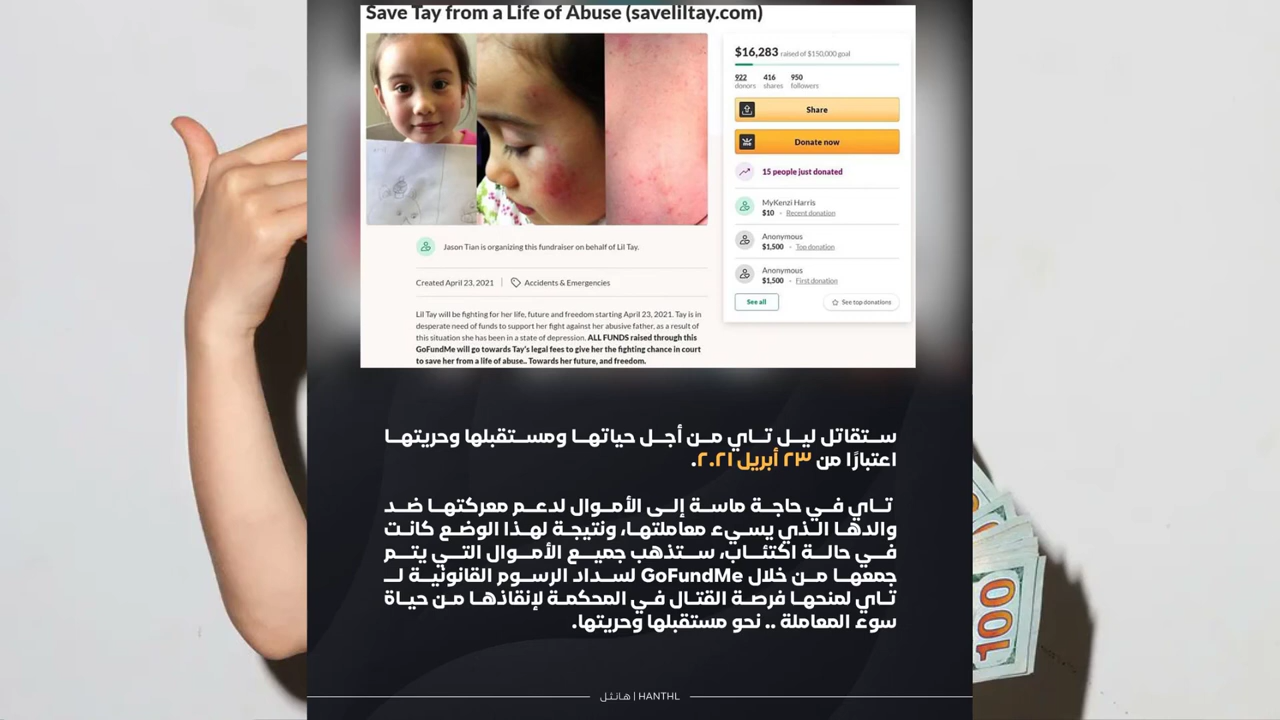 Save Tay from a Life of Abuse (saveliltay.com)
$16,283 raised of $150,000 goal
922 416 950
donors shares followers
Share
Donate now
15 people just donated
MyKenzi Harris
$10 · Recent donation
Anonymous
$1,500 · Top donation
Anonymous
$1,500 · First donation
See all
See top donations
Jason Tian is organizing this fundraiser on behalf of Lil Tay.
Created April 23, 2021 | Accidents & Emergencies
Lil Tay will be fighting for her life, future and freedom starting April 23, 2021. Tay is in
desperate need of funds to support her fight against her abusive father, as a result of
this situation she has been in a state of depression. ALL FUNDS raised through this
GoFundMe will go towards Tay's legal fees to give her the fighting chance in court
to save her from a life of abuse.. Towards her future, and freedom.
ستقاتل ليل تاي من أجل حياتها ومستقبلها وحريتها
اعتبارًا من ٢٣ أبريل ٢٠٢١.
تاي في حاجة ماسة إلى الأموال لدعم معركتها ضد
والدها الذي يسيء معاملتها، ونتيجة لهذا الوضع كانت
في حالة اكتئاب، ستذهب جميع الأموال التي يتم
جمعها من خلال GoFundMe لسداد الرسوم القانونية لـ
تاي لمنحها فرصة القتال في المحكمة لإنقاذها من حياة
سوء المعاملة .. نحو مستقبلها وحريتها.
هانثل | HANTHL
100